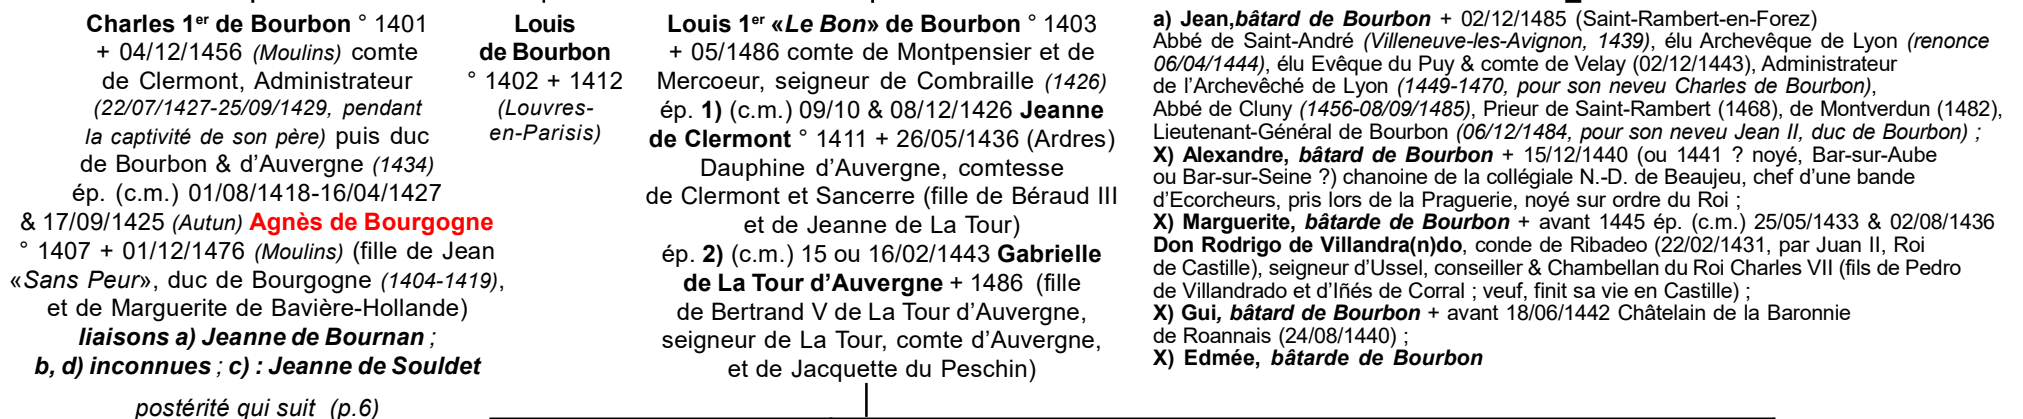 Charles 1er de Bourbon ° 1401
+ 04/12/1456 (Moulins) comte
de Clermont, Administrateur
(22/07/1427-25/09/1429, pendant
la captivité de son père) puis duc
de Bourbon & d’Auvergne (1434)
ép. (c.m.) 01/08/1418-16/04/1427
& 17/09/1425 (Autun) Agnès de Bourgogne
° 1407 + 01/12/1476 (Moulins) (fille de Jean
«Sans Peur», duc de Bourgogne (1404-1419),
et de Marguerite de Bavière-Hollande)
liaisons a) Jeanne de Bournan ;
b, d) inconnues ; c) : Jeanne de Souldet
postérité qui suit (p.6)
Louis
de Bourbon
° 1402 + 1412
(Louvres-
en-Parisis)
Louis 1er «Le Bon» de Bourbon ° 1403
+ 05/1486 comte de Montpensier et de
Mercoeur, seigneur de Combraille (1426)
ép. 1) (c.m.) 09/10 & 08/12/1426 Jeanne
de Clermont ° 1411 + 26/05/1436 (Ardres)
Dauphine d’Auvergne, comtesse
de Clermont et Sancerre (fille de Béraud III
et de Jeanne de La Tour)
ép. 2) (c.m.) 15 ou 16/02/1443 Gabrielle
de La Tour d’Auvergne + 1486 (fille
de Bertrand V de La Tour d’Auvergne,
seigneur de La Tour, comte d’Auvergne,
et de Jacquette du Peschin)
a) Jean,bâtard de Bourbon + 02/12/1485 (Saint-Rambert-en-Forez)
Abbé de Saint-André (Villeneuve-les-Avignon, 1439), élu Archevêque de Lyon (renonce
06/04/1444), élu Evêque du Puy & comte de Velay (02/12/1443), Administrateur
de l’Archevêché de Lyon (1449-1470, pour son neveu Charles de Bourbon),
Abbé de Cluny (1456-08/09/1485), Prieur de Saint-Rambert (1468), de Montverdun (1482),
Lieutenant-Général de Bourbon (06/12/1484, pour son neveu Jean II, duc de Bourbon) ;
X) Alexandre, bâtard de Bourbon + 15/12/1440 (ou 1441 ? noyé, Bar-sur-Aube
ou Bar-sur-Seine ?) chanoine de la collégiale N.-D. de Beaujeu, chef d’une bande
d’Ecorcheurs, pris lors de la Praguerie, noyé sur ordre du Roi ;
X) Marguerite, bâtarde de Bourbon + avant 1445 ép. (c.m.) 25/05/1433 & 02/08/1436
Don Rodrigo de Villandra(n)do, conde de Ribadeo (22/02/1431, par Juan II, Roi
de Castille), seigneur d’Ussel, conseiller & Chambellan du Roi Charles VII (fils de Pedro
de Villandrado et d’Iñés de Corral ; veuf, finit sa vie en Castille) ;
X) Gui, bâtard de Bourbon + avant 18/06/1442 Châtelain de la Baronnie
de Roannais (24/08/1440) ;
X) Edmée, bâtarde de Bourbon